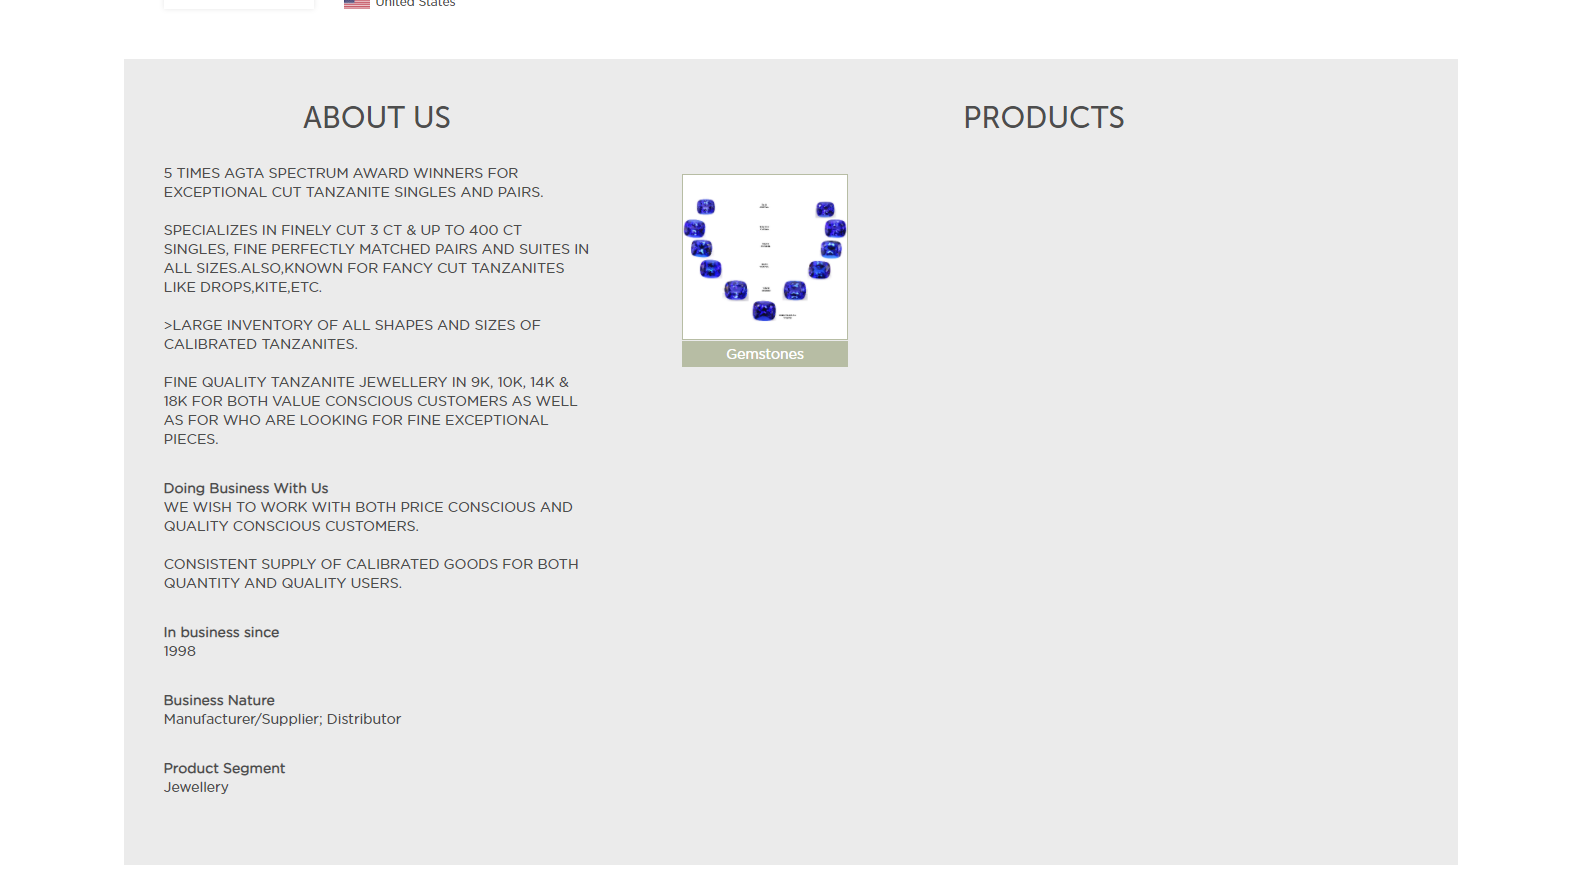 United States
ABOUT US
5 TIMES AGTA SPECTRUM AWARD WINNERS FOR
EXCEPTIONAL CUT TANZANITE SINGLES AND PAIRS.
SPECIALIZES IN FINELY CUT 3 CT & UP TO 400 CT
SINGLES, FINE PERFECTLY MATCHED PAIRS AND SUITES IN
ALL SIZES.ALSO,KNOWN FOR FANCY CUT TANZANITES
LIKE DROPS,KITE,ETC.
>LARGE INVENTORY OF ALL SHAPES AND SIZES OF
CALIBRATED TANZANITES.
FINE QUALITY TANZANITE JEWELLERY IN 9K, 10K, 14K &
18K FOR BOTH VALUE CONSCIOUS CUSTOMERS AS WELL
AS FOR WHO ARE LOOKING FOR FINE EXCEPTIONAL
PIECES.
Doing Business With Us
WE WISH TO WORK WITH BOTH PRICE CONSCIOUS AND
QUALITY CONSCIOUS CUSTOMERS.
CONSISTENT SUPPLY OF CALIBRATED GOODS FOR BOTH
QUANTITY AND QUALITY USERS.
In business since
1998
Business Nature
Manufacturer/Supplier; Distributor
Product Segment
Jewellery
PRODUCTS
Gemstones